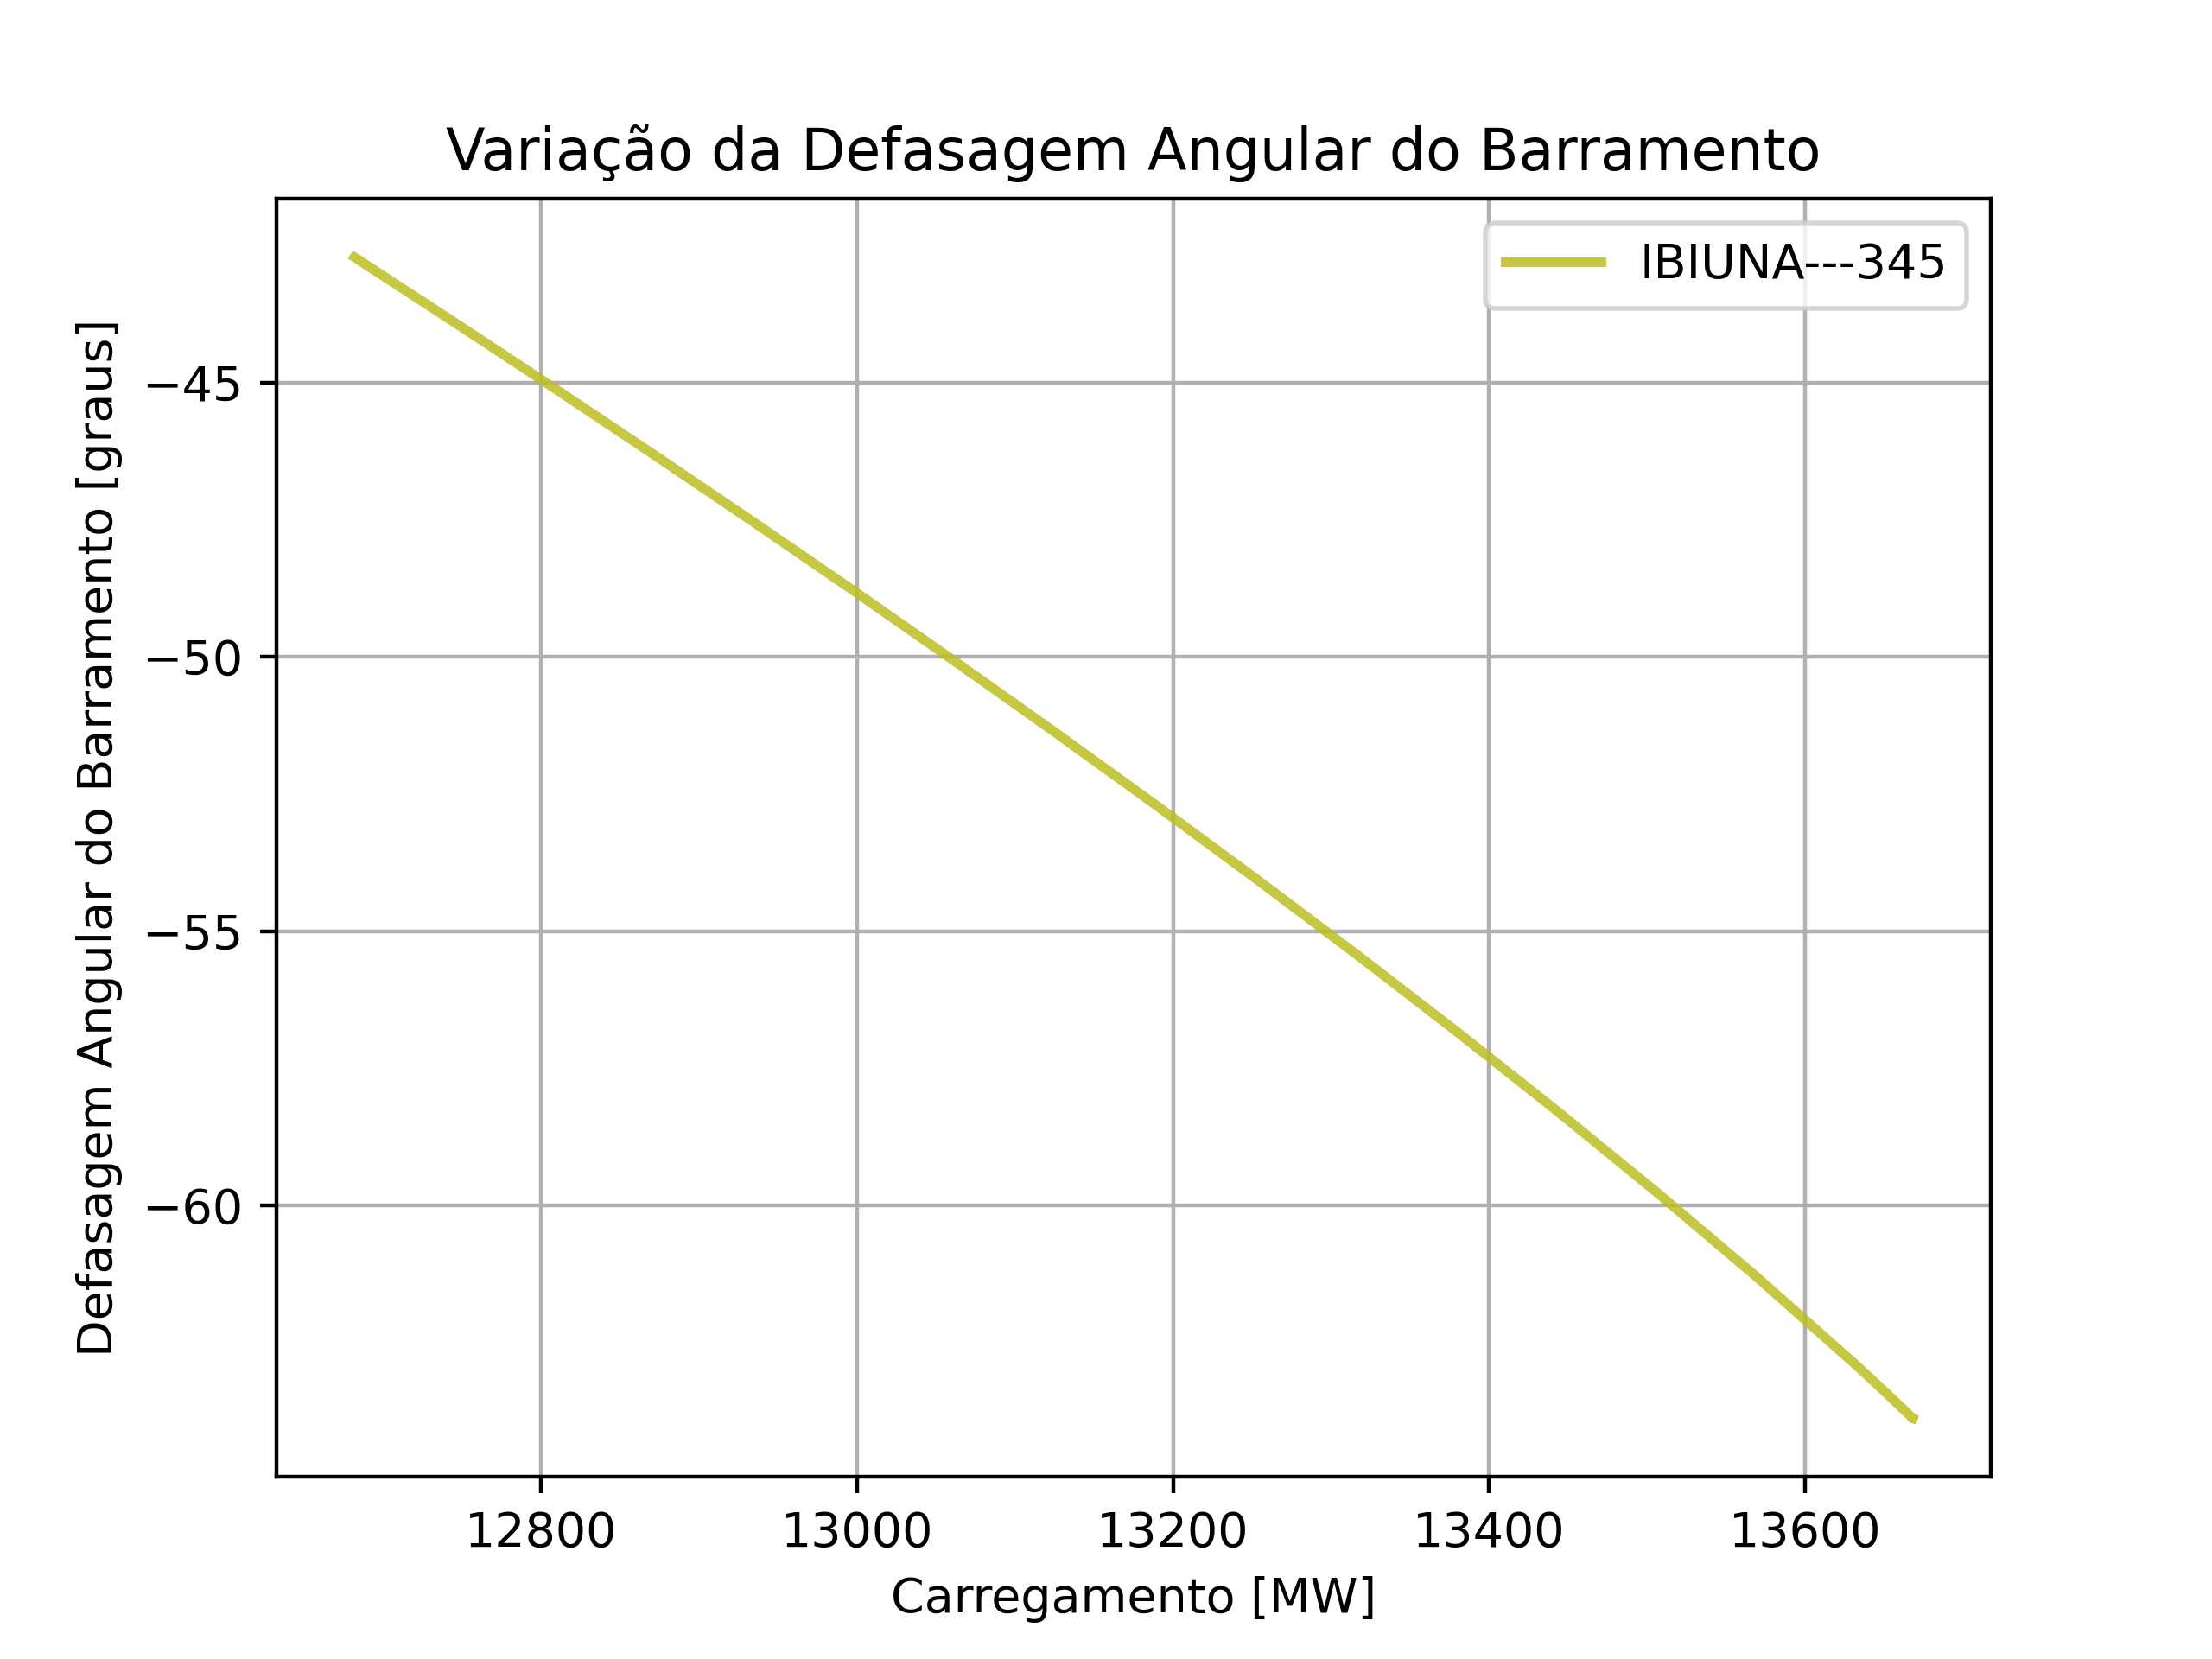 Variação da Defasagem Angular do Barramento
IBIUNA---345
Defasagem Angular do Barramento [graus]
−45
−50
−55
−60
12800 13000 13200 13400 13600
Carregamento [MW]